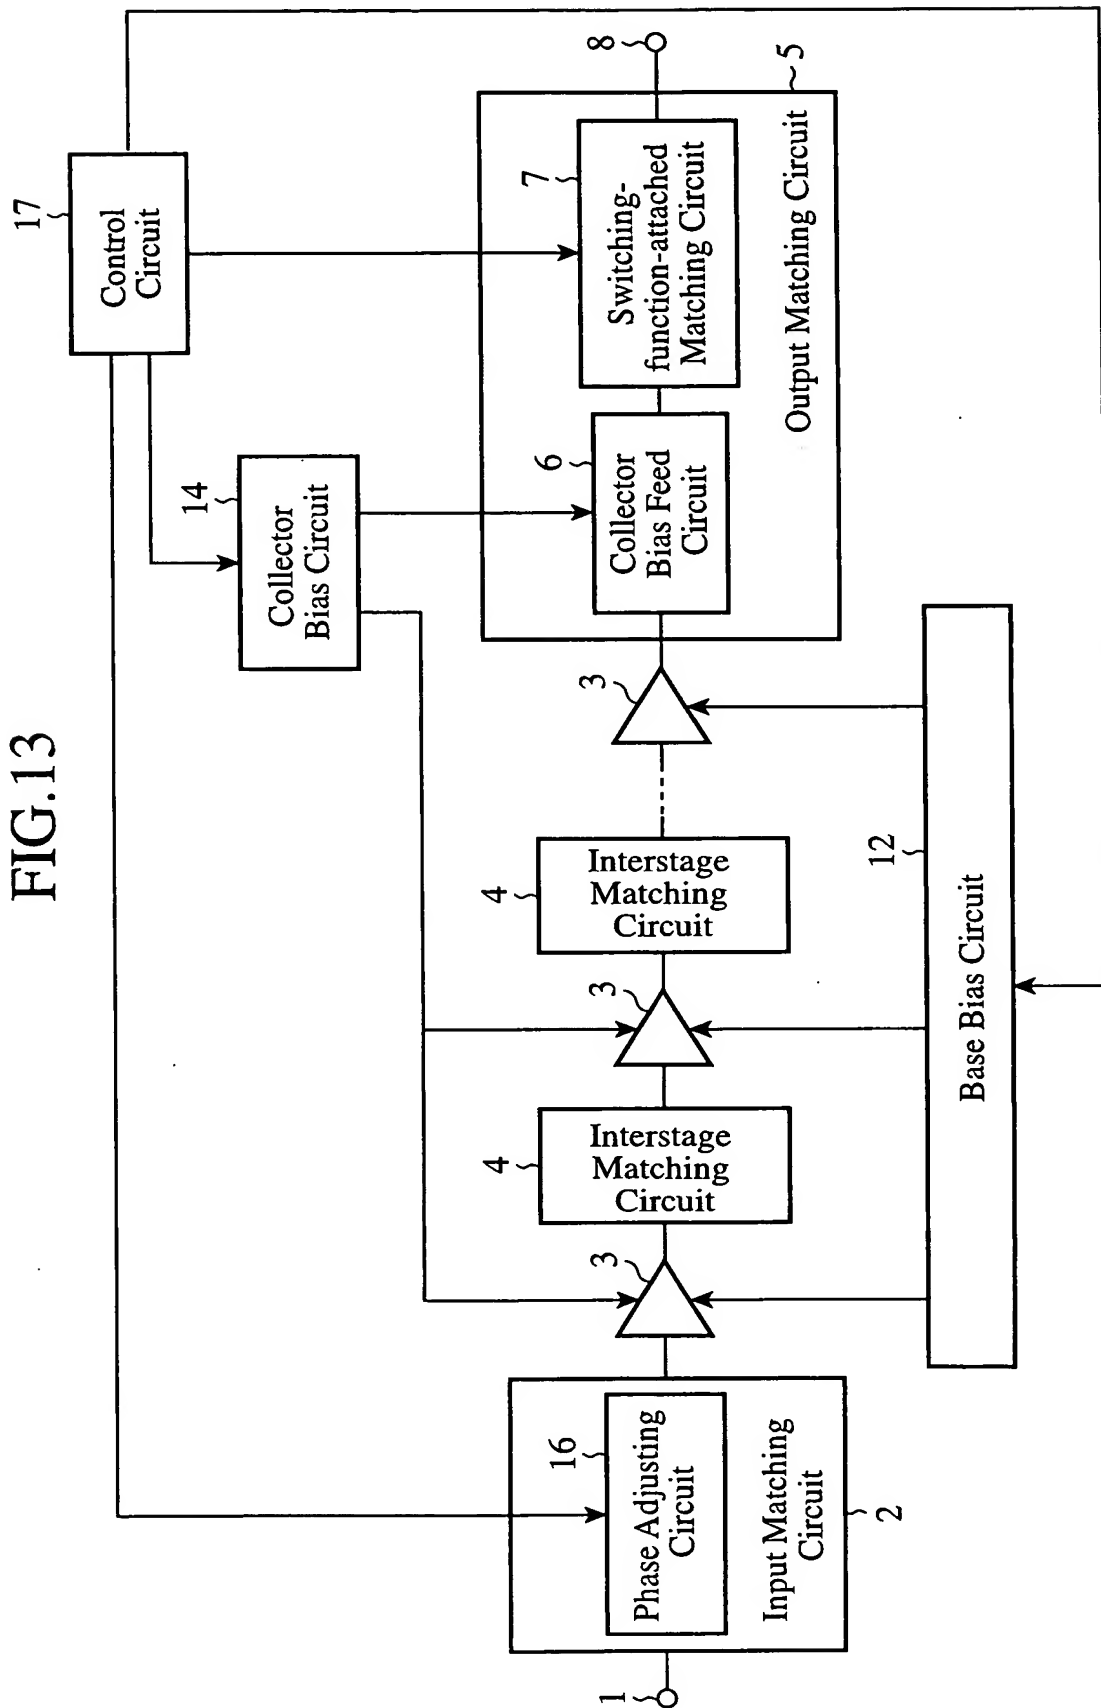 FIG.13
17
Control
Circuit
14
Collector
Bias Circuit
8
5
7
Switching-
function-attached
Matching Circuit
Output Matching Circuit
6
Collector
Bias Feed
Circuit
3
4
Interstage
Matching
Circuit
3
4
Interstage
Matching
Circuit
3
12
Base Bias Circuit
16
Phase Adjusting
Circuit
Input Matching
Circuit
2
1